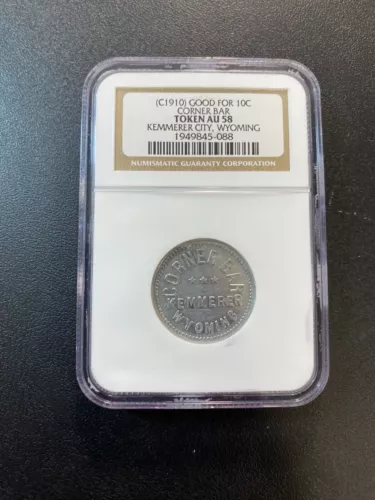 (C1910) GOOD FOR 10C
CORNER BAR
TOKEN AU 58
KEMMERER CITY, WYOMING
1949845-088
NUMISMATIC GUARANTY CORPORATION
CORNER BAR
KEMMERER
WYOMING